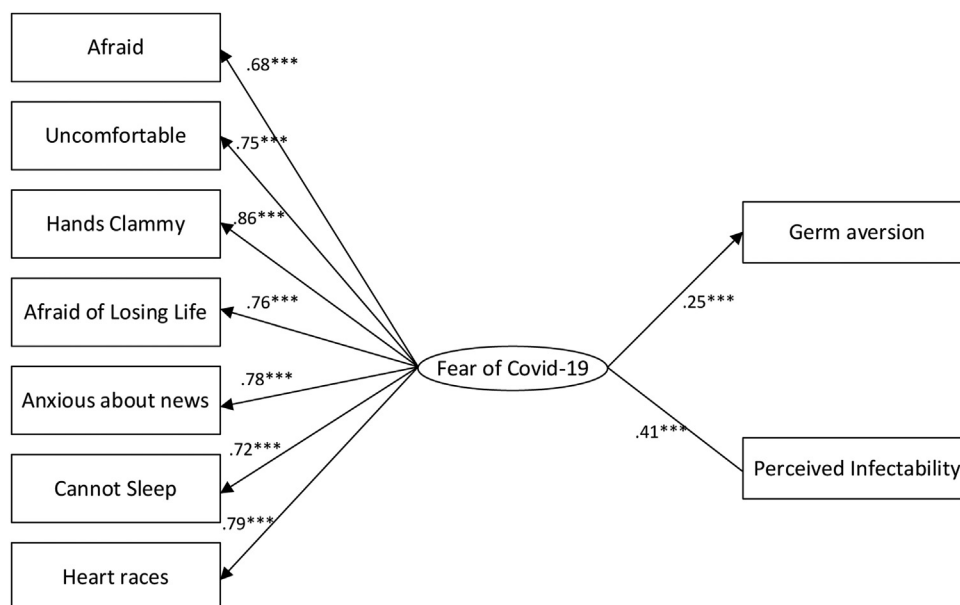 Afraid
.68***
Uncomfortable
.75***
Hands Clammy
.86***
Afraid of Losing Life
.76***
Anxious about news
.78***
Cannot Sleep
.72***
Heart races
.79***
Fear of Covid-19
Germ aversion
.25***
.41***
Perceived Infectability